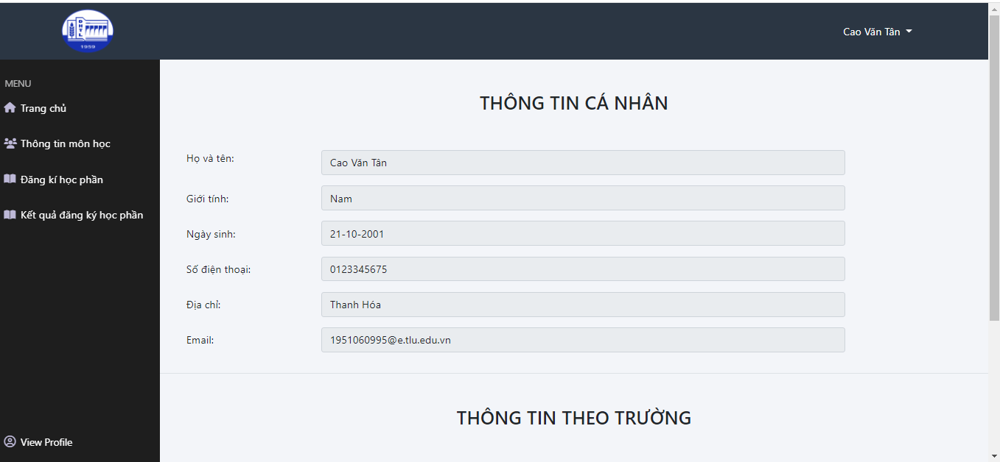 ĐHTL
1959
Cao Văn Tân
MENU
Trang chủ
Thông tin môn học
Đăng kí học phần
Kết quả đăng ký học phần
View Profile
THÔNG TIN CÁ NHÂN
Họ và tên: Cao Văn Tân
Giới tính: Nam
Ngày sinh: 21-10-2001
Số điện thoại: 0123345675
Địa chỉ: Thanh Hóa
Email: 1951060995@e.tlu.edu.vn
THÔNG TIN THEO TRƯỜNG